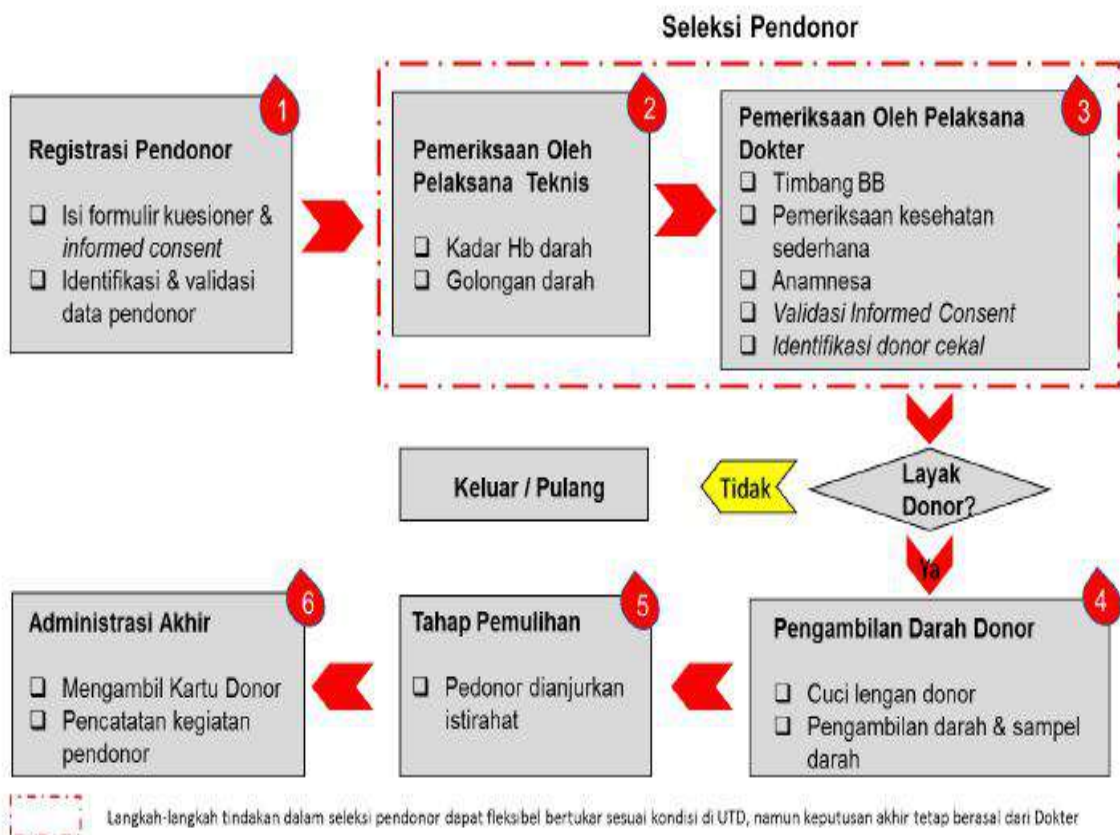 Seleksi Pendonor
1
Registrasi Pendonor
❑ Isi formulir kuesioner &
informed consent
❑ Identifikasi & validasi
data pendonor
2
Pemeriksaan Oleh
Pelaksana Teknis
❑ Kadar Hb darah
❑ Golongan darah
3
Pemeriksaan Oleh Pelaksana
Dokter
❑ Timbang BB
❑ Pemeriksaan kesehatan
sederhana
❑ Anamnesa
❑ Validasi Informed Consent
❑ Identifikasi donor cekal
Layak
Donor?
Tidak
Keluar / Pulang
Ya
4
Pengambilan Darah Donor
❑ Cuci lengan donor
❑ Pengambilan darah & sampel
darah
5
Tahap Pemulihan
❑ Pedonor dianjurkan
istirahat
6
Administrasi Akhir
❑ Mengambil Kartu Donor
❑ Pencatatan kegiatan
pendonor
Langkah-langkah tindakan dalam seleksi pendonor dapat fleksibel bertukar sesuai kondisi di UTD, namun keputusan akhir tetap berasal dari Dokter